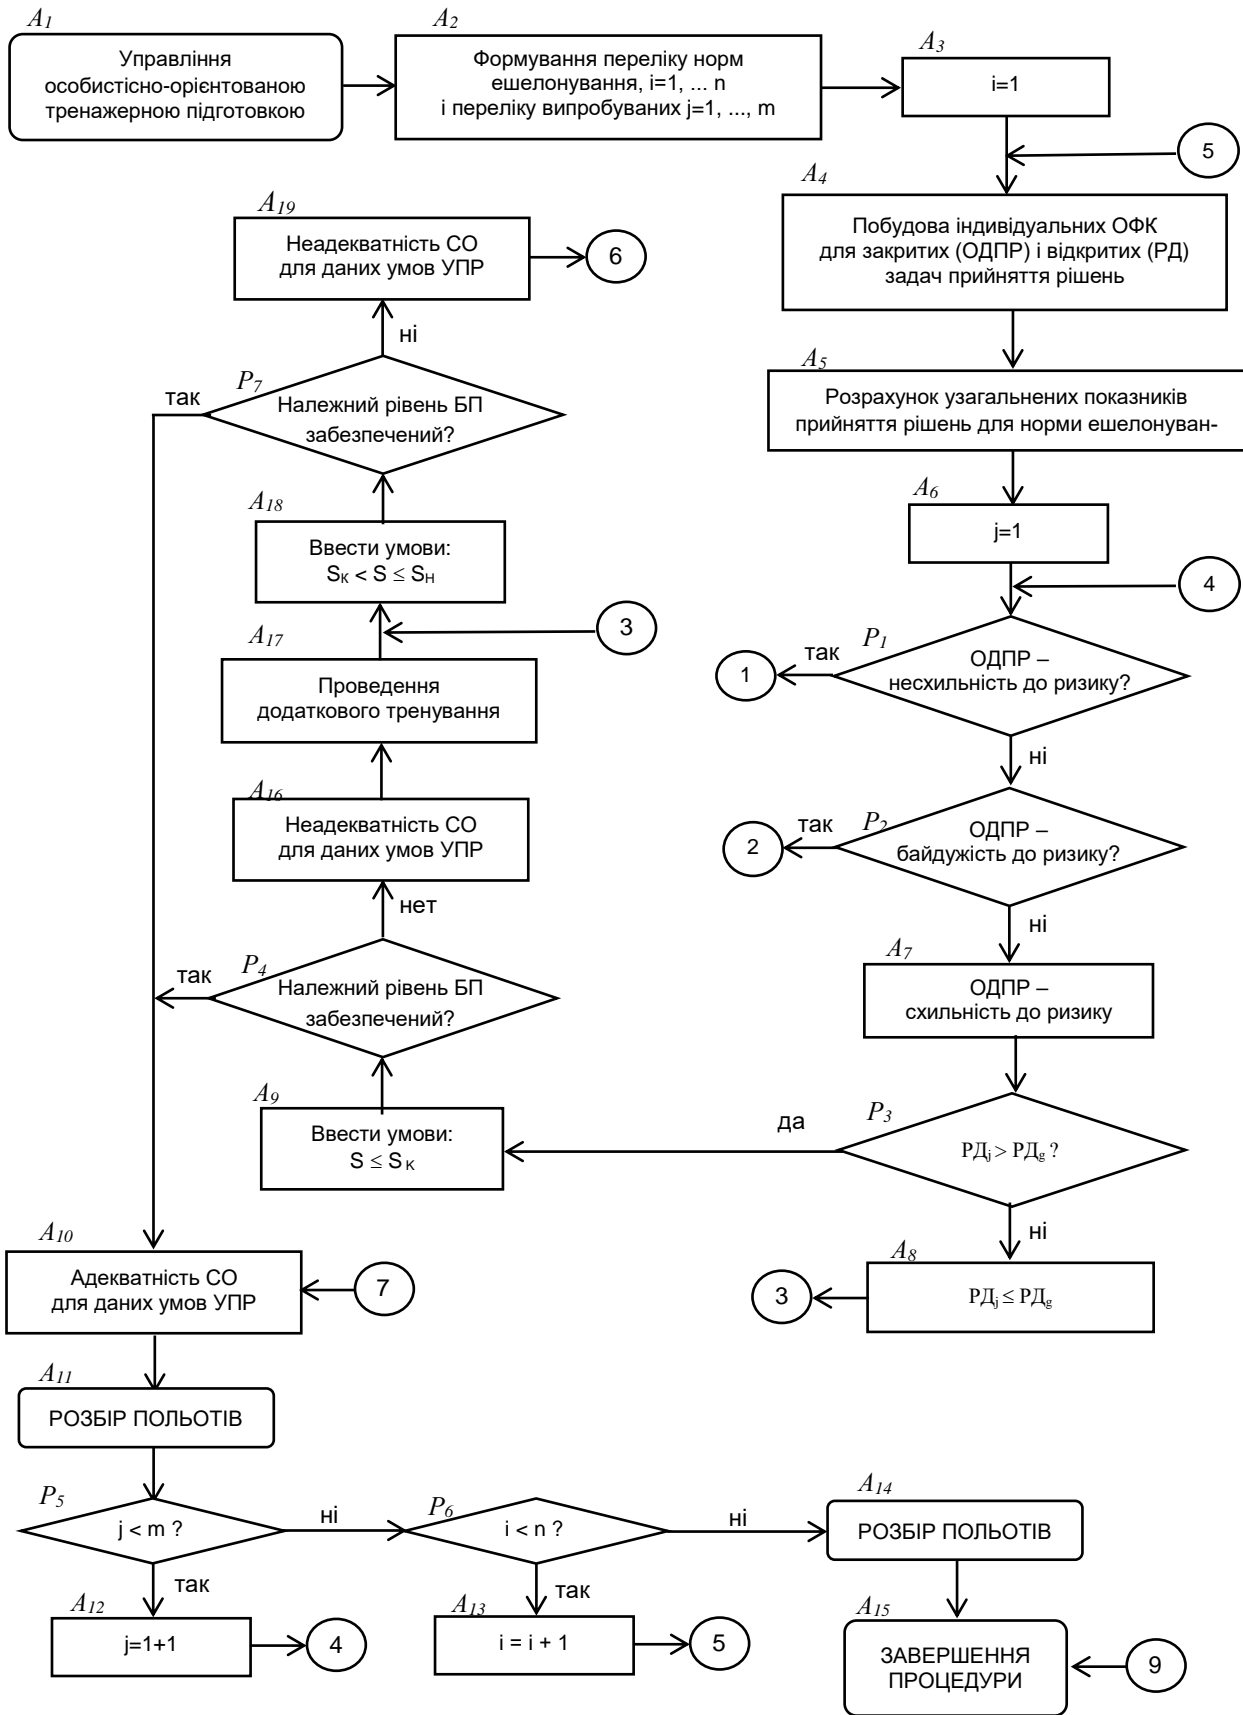 A1
Управління
особистісно-орієнтованою
тренажерною підготовкою
A2
Формування переліку норм
ешелонування, i=1, ... n
і переліку випробуваних j=1, ..., m
A3
i=1
5
A4
Побудова індивідуальних ОФК
для закритих (ОДПР) і відкритих (РД)
задач прийняття рішень
A5
Розрахунок узагальнених показників
прийняття рішень для норми ешелонуван-
A6
j=1
4
P1
ОДПР –
несхильність до ризику?
так
1
ні
P2
ОДПР –
байдужість до ризику?
так
2
ні
A7
ОДПР –
схильність до ризику
P3
РДj > РДg ?
да
ні
A8
РДj ≤ РДg
3
A19
Неадекватність СО
для даних умов УПР
6
ні
P7
так
Належний рівень БП
забезпечений?
A18
Ввести умови:
SК < S ≤ SН
3
A17
Проведення
додаткового тренування
A16
Неадекватність СО
для даних умов УПР
нет
P4
так
Належний рівень БП
забезпечений?
A9
Ввести умови:
S ≤ S К
A10
Адекватність СО
для даних умов УПР
7
A11
РОЗБІР ПОЛЬОТІВ
P5
j < m ?
ні
так
P6
i < n ?
ні
так
A14
РОЗБІР ПОЛЬОТІВ
A12
j=1+1
4
A13
i = i + 1
5
A15
ЗАВЕРШЕННЯ
ПРОЦЕДУРИ
9